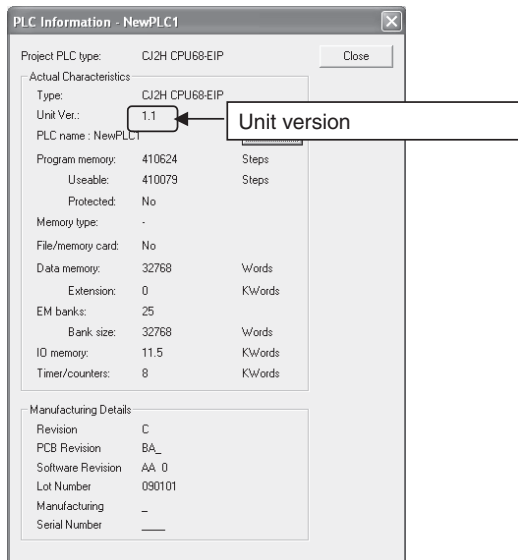 PLC Information - NewPLC1
Project PLC type: CJ2H CPU68-EIP Close
Actual Characteristics
Type: CJ2H CPU68-EIP
Unit Ver.: 1.1
Unit version
PLC name : NewPLC1
Program memory: 410624 Steps
Useable: 410079 Steps
Protected: No
Memory type: -
File/memory card: No
Data memory: 32768 Words
Extension: 0 KWords
EM banks: 25
Bank size: 32768 Words
IO memory: 11.5 KWords
Timer/counters: 8 KWords
Manufacturing Details
Revision C
PCB Revision BA_
Software Revision AA 0
Lot Number 090101
Manufacturing _
Serial Number ____